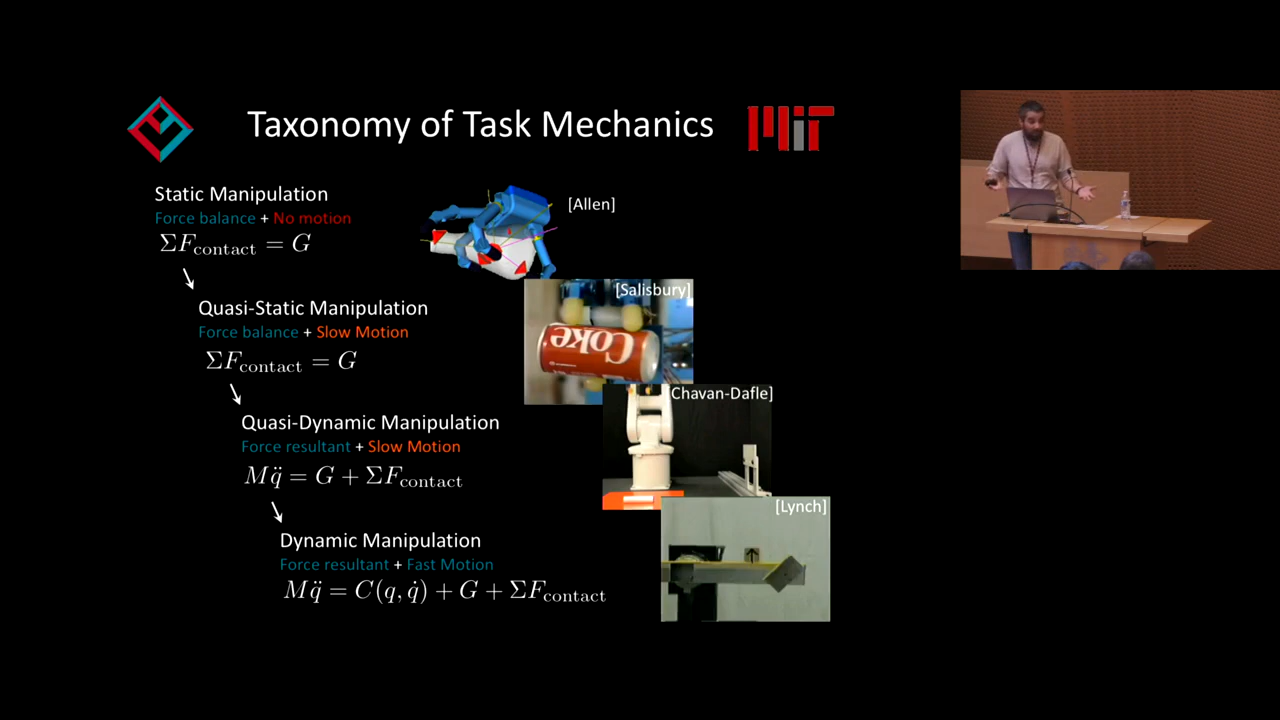 Taxonomy of Task Mechanics
MiT
Static Manipulation
Force balance + No motion
ΣF_contact = G
[Allen]
Quasi-Static Manipulation
Force balance + Slow Motion
ΣF_contact = G
[Salisbury]
Coke
Quasi-Dynamic Manipulation
Force resultant + Slow Motion
Mq̈ = G + ΣF_contact
[Chavan-Dafle]
Dynamic Manipulation
Force resultant + Fast Motion
Mq̈ = C(q, q̇) + G + ΣF_contact
[Lynch]